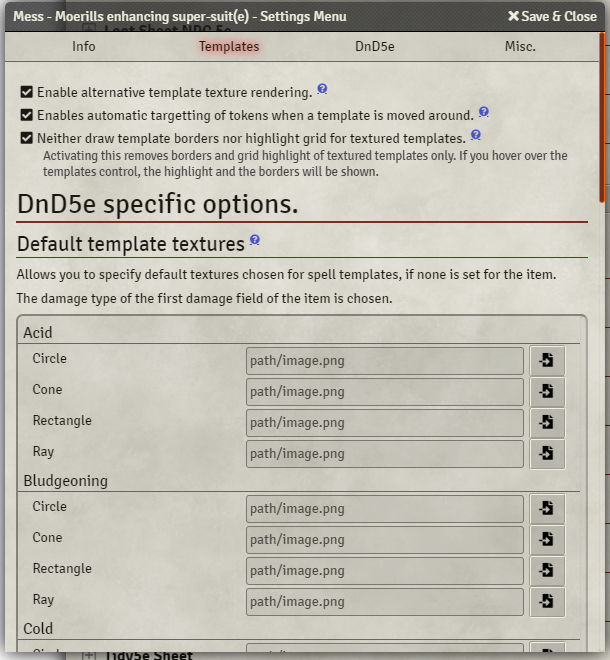 Mess - Moerills enhancing super-suit(e) - Settings Menu
Save & Close
Info
Templates
DnD5e
Misc.
Enable alternative template texture rendering.
Enables automatic targetting of tokens when a template is moved around.
Neither draw template borders nor highlight grid for textured templates.
Activating this removes borders and grid highlight of textured templates only. If you hover over the
templates control, the highlight and the borders will be shown.
DnD5e specific options.
Default template textures
Allows you to specify default textures chosen for spell templates, if none is set for the item.
The damage type of the first damage field of the item is chosen.
Acid
Circle
path/image.png
Cone
path/image.png
Rectangle
path/image.png
Ray
path/image.png
Bludgeoning
Circle
path/image.png
Cone
path/image.png
Rectangle
path/image.png
Ray
path/image.png
Cold
Tidy5e Sheet